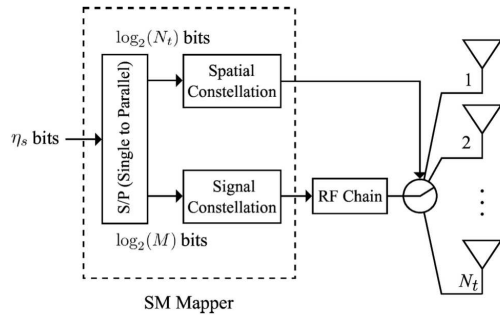 log₂(Nₜ) bits
Spatial
Constellation
1
2
ηₛ bits
S/P (Single to Parallel)
Signal
Constellation
RF Chain
⋮
log₂(M) bits
Nₜ
SM Mapper